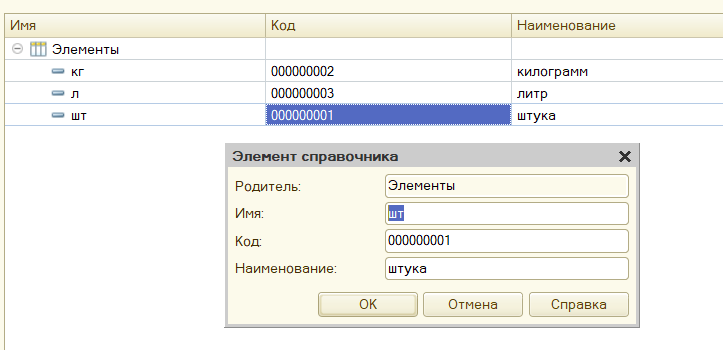 Имя Код Наименование
Элементы
кг 000000002 килограмм
л 000000003 литр
шт 000000001 штука
Элемент справочника
Родитель: Элементы
Имя: шт
Код: 000000001
Наименование: штука
OK Отмена Справка